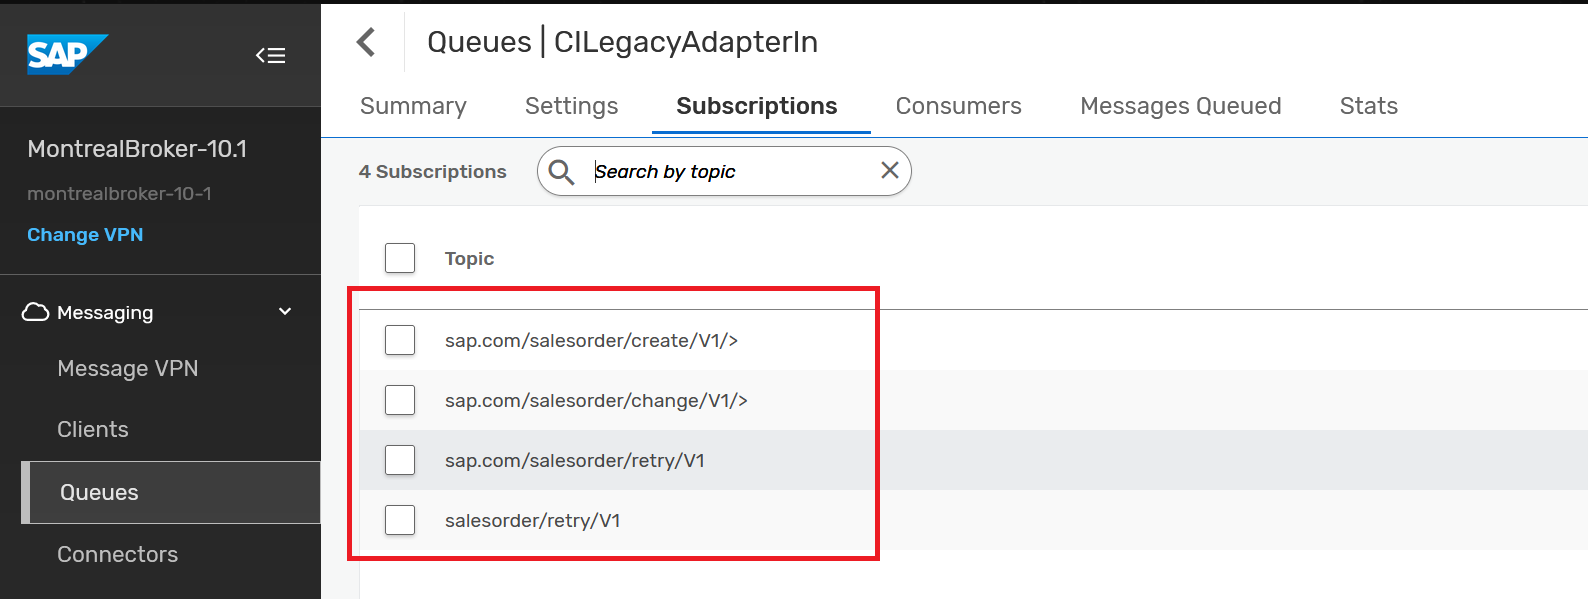 SAP
MontrealBroker-10.1
montrealbroker-10-1
Change VPN
Messaging
Message VPN
Clients
Queues
Connectors
Queues | CILegacyAdapterIn
Summary Settings Subscriptions Consumers Messages Queued Stats
4 Subscriptions Search by topic
Topic
sap.com/salesorder/create/V1/>
sap.com/salesorder/change/V1/>
sap.com/salesorder/retry/V1
salesorder/retry/V1